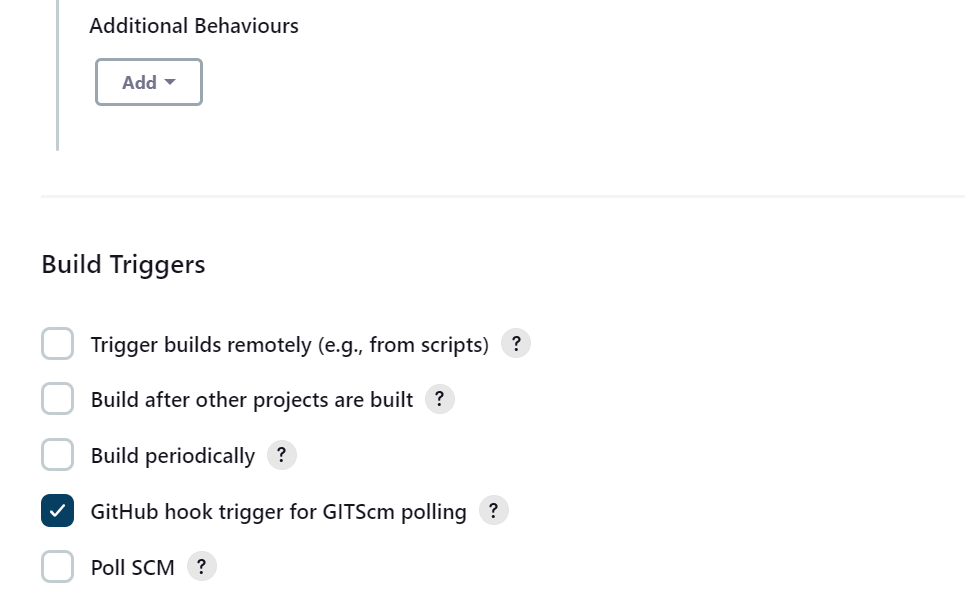 Additional Behaviours
Add
Build Triggers
Trigger builds remotely (e.g., from scripts) ?
Build after other projects are built ?
Build periodically ?
GitHub hook trigger for GITScm polling ?
Poll SCM ?